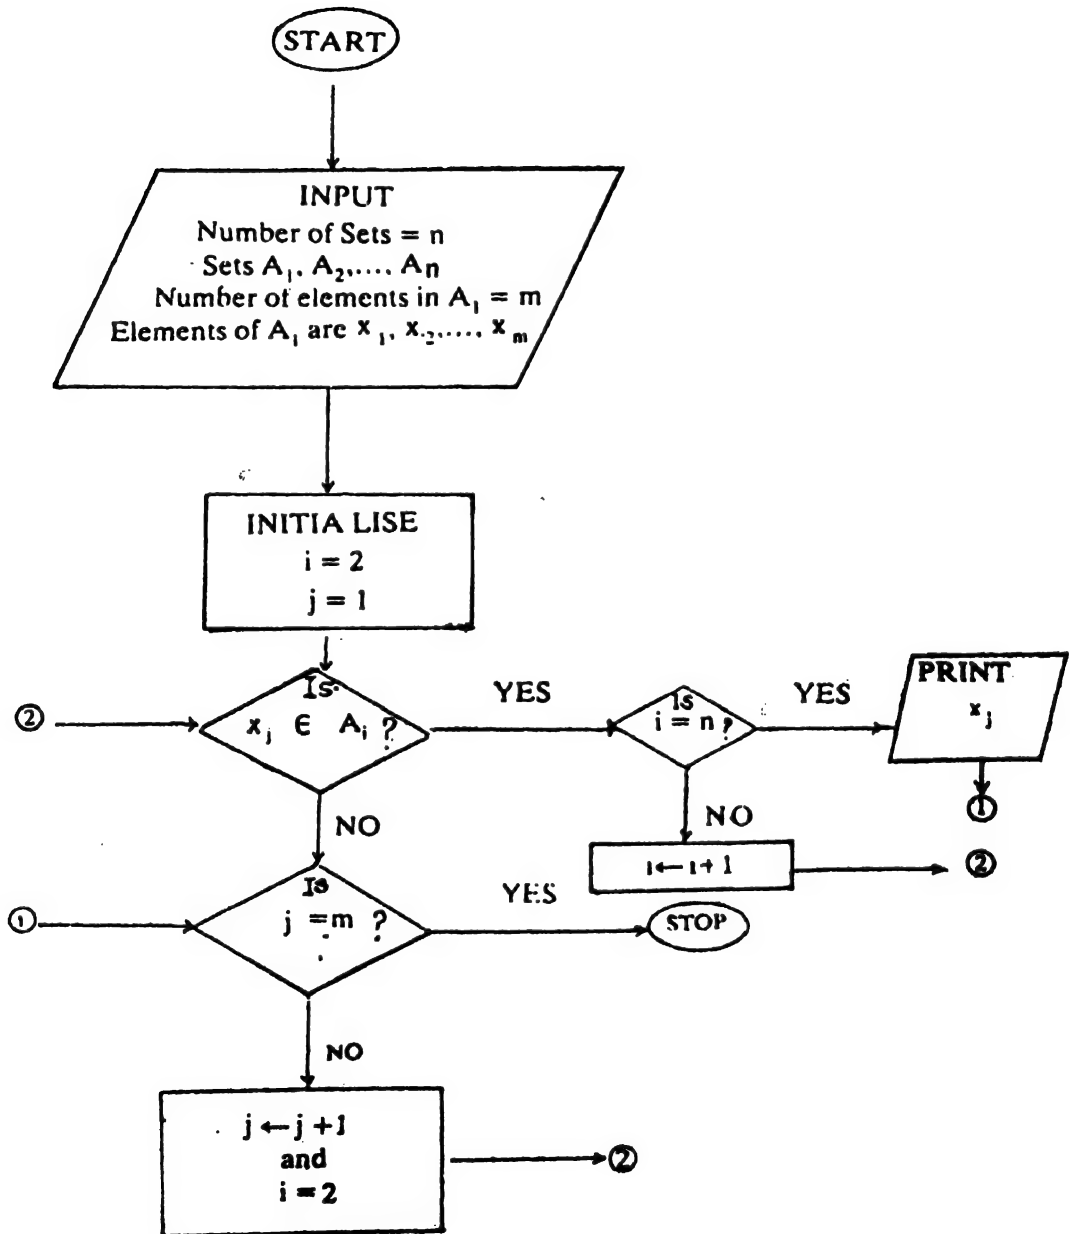 START
INPUT
Number of Sets = n
Sets A₁, A₂,..., An
Number of elements in A₁ = m
Elements of A₁ are x₁, x₂,..., xₘ
INITIA LISE
i = 2
j = 1
Is
xⱼ ∈ Aᵢ ?
YES
Is
i = n ?
YES
PRINT
xⱼ
②
①
NO
NO
i ← i + 1
②
Is
j = m ?
YES
STOP
①
NO
j ← j + 1
and
i = 2
②